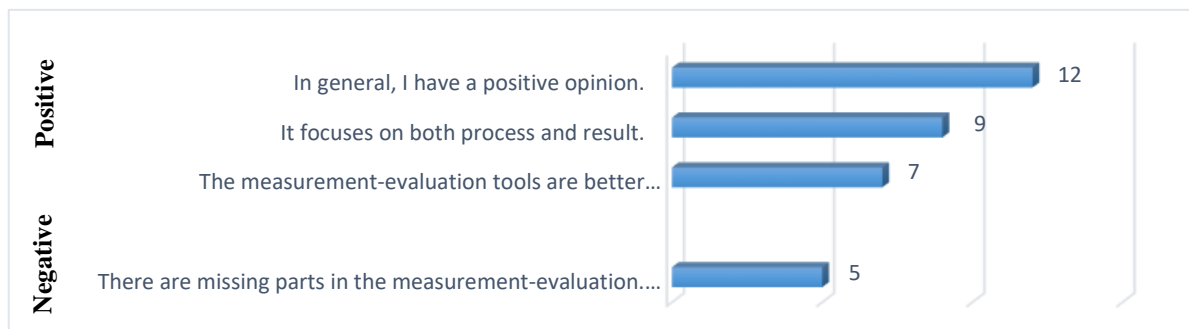 Positive
In general, I have a positive opinion. 12
It focuses on both process and result. 9
The measurement-evaluation tools are better… 7
Negative
There are missing parts in the measurement-evaluation.… 5